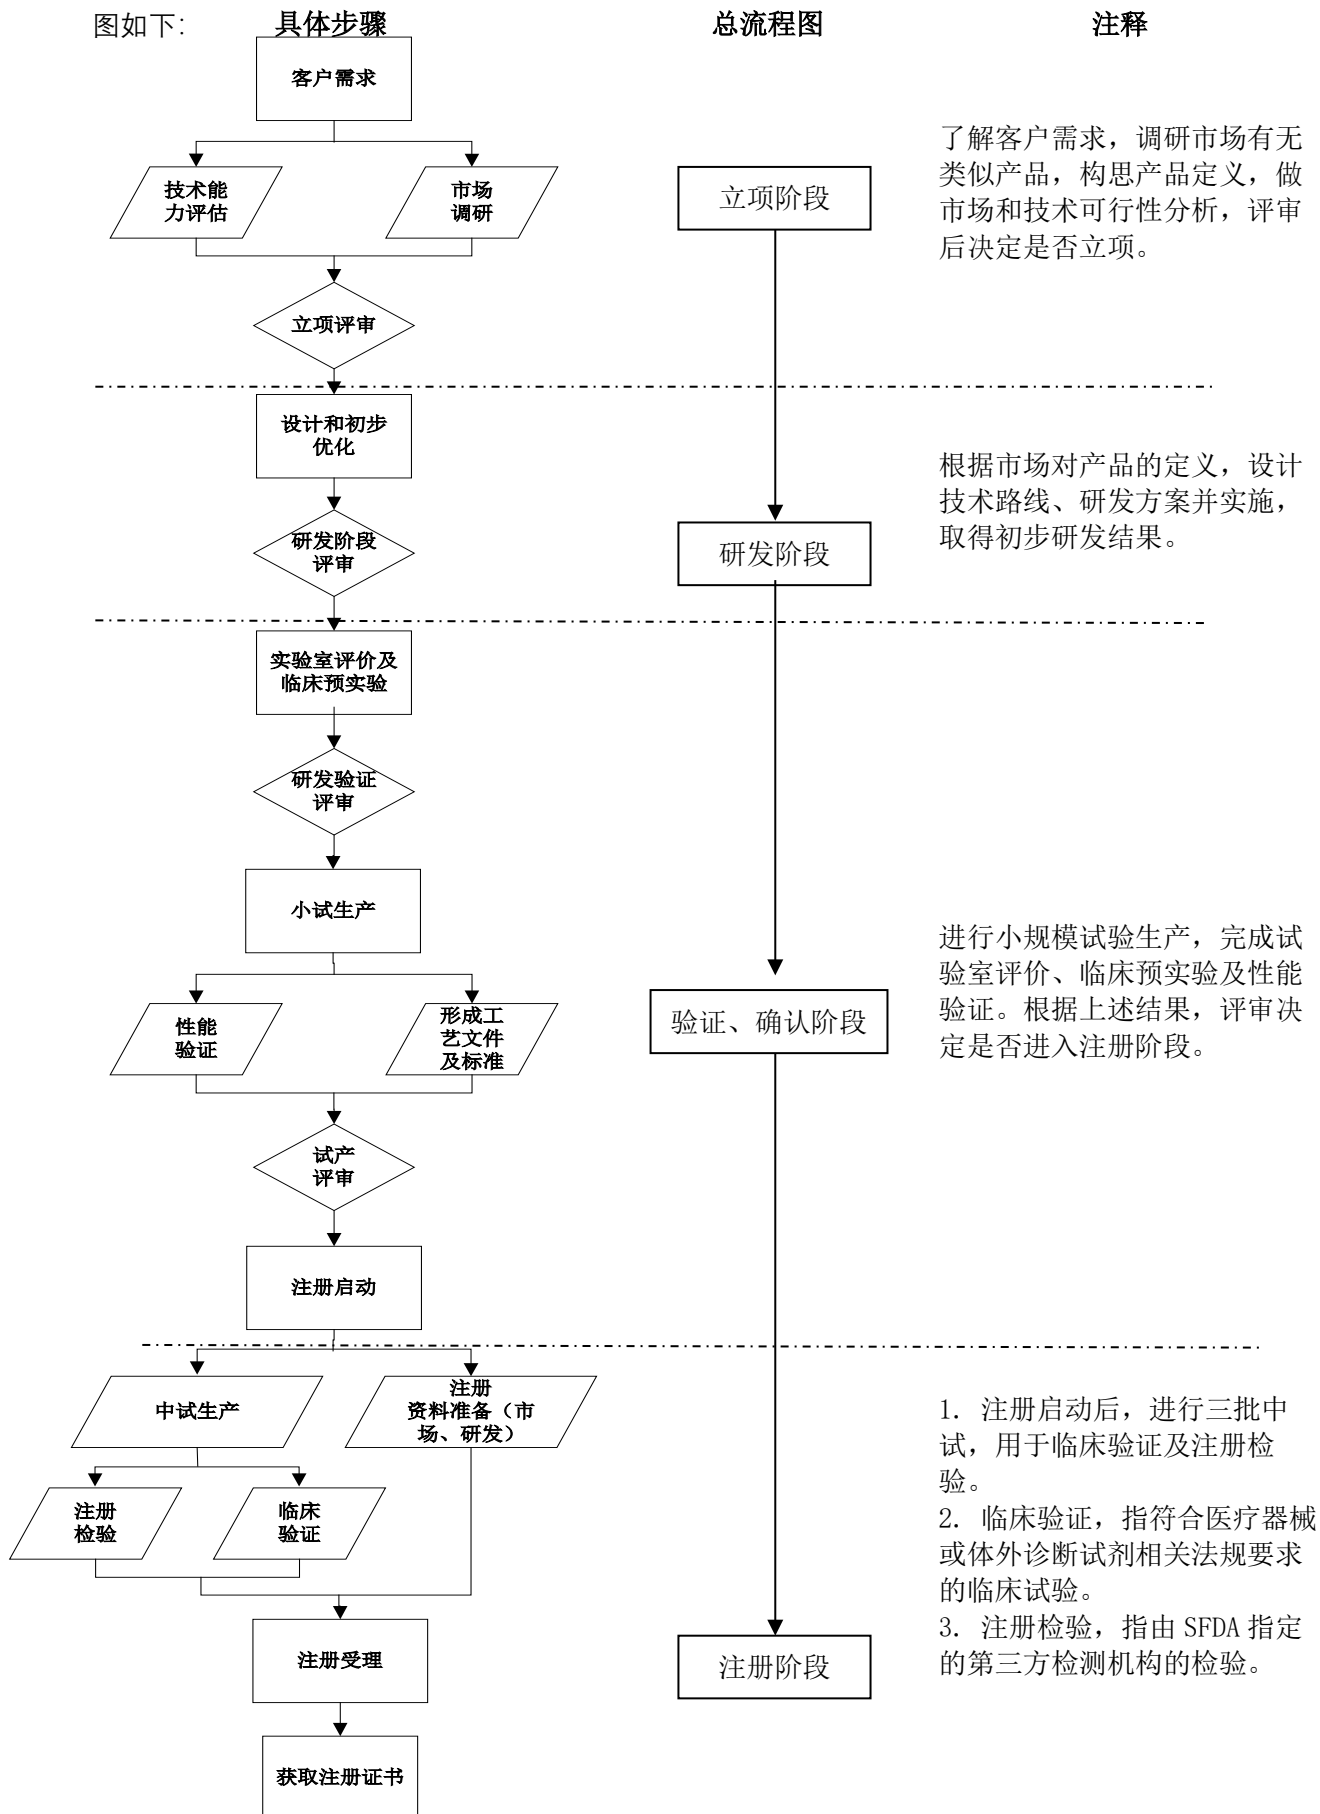 图如下:
具体步骤
总流程图
注释
客户需求
技术能
力评估
市场
调研
立项阶段
了解客户需求，调研市场有无
类似产品，构思产品定义，做
市场和技术可行性分析，评审
后决定是否立项。
立项评审
设计和初步
优化
研发阶段
评审
研发阶段
根据市场对产品的定义，设计
技术路线、研发方案并实施，
取得初步研发结果。
实验室评价及
临床预实验
研发验证
评审
小试生产
性能
验证
形成工
艺文件
及标准
验证、确认阶段
进行小规模试验生产，完成试
验室评价、临床预实验及性能
验证。根据上述结果，评审决
定是否进入注册阶段。
试产
评审
注册启动
中试生产
注册
资料准备（市
场、研发）
注册
检验
临床
验证
注册受理
获取注册证书
注册阶段
1. 注册启动后，进行三批中
试，用于临床验证及注册检
验。
2. 临床验证，指符合医疗器械
或体外诊断试剂相关法规要求
的临床试验。
3. 注册检验，指由 SFDA 指定
的第三方检测机构的检验。